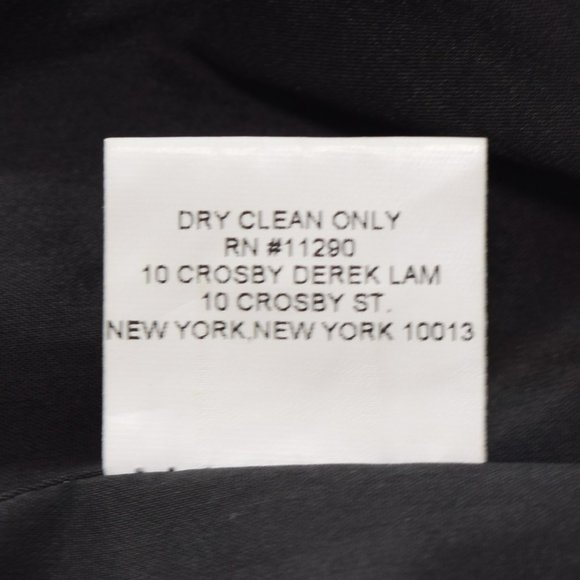 DRY CLEAN ONLY
RN #11290
10 CROSBY DEREK LAM
10 CROSBY ST.
NEW YORK,NEW YORK 10013